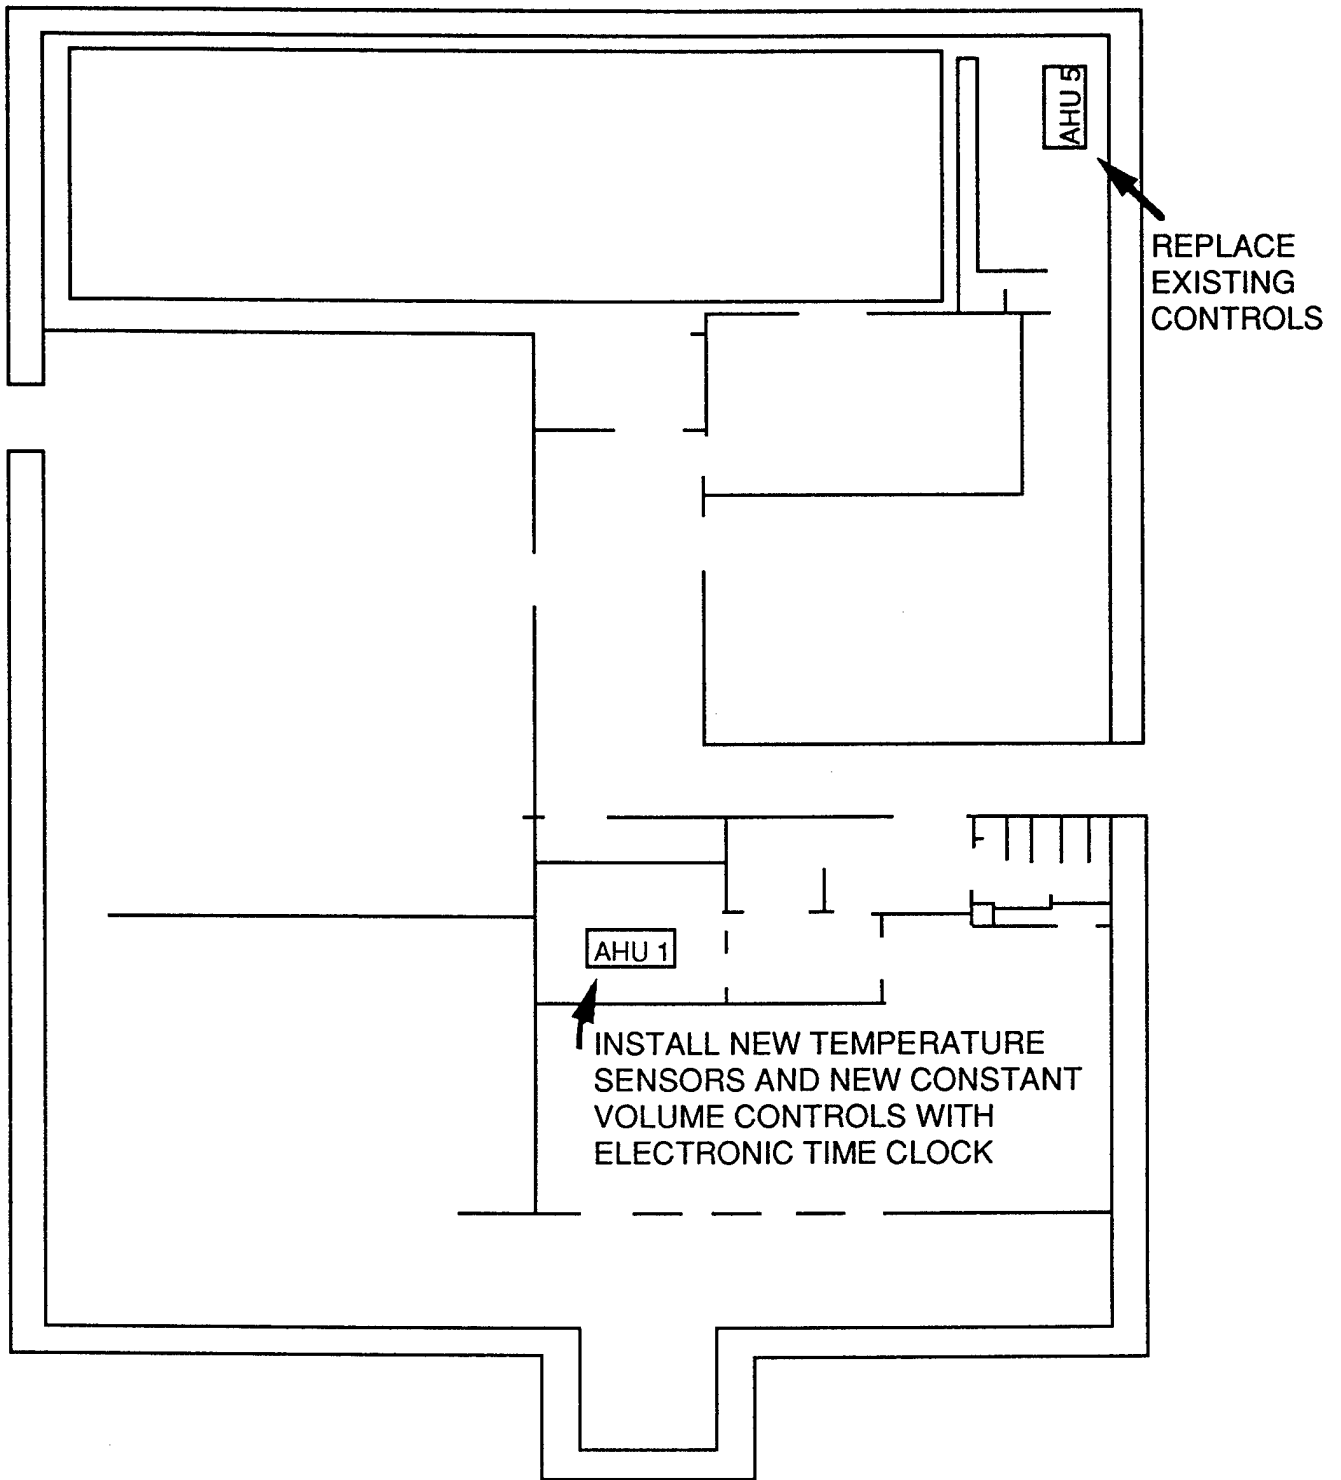 AHU 5
REPLACE
EXISTING
CONTROLS
AHU 1
INSTALL NEW TEMPERATURE
SENSORS AND NEW CONSTANT
VOLUME CONTROLS WITH
ELECTRONIC TIME CLOCK